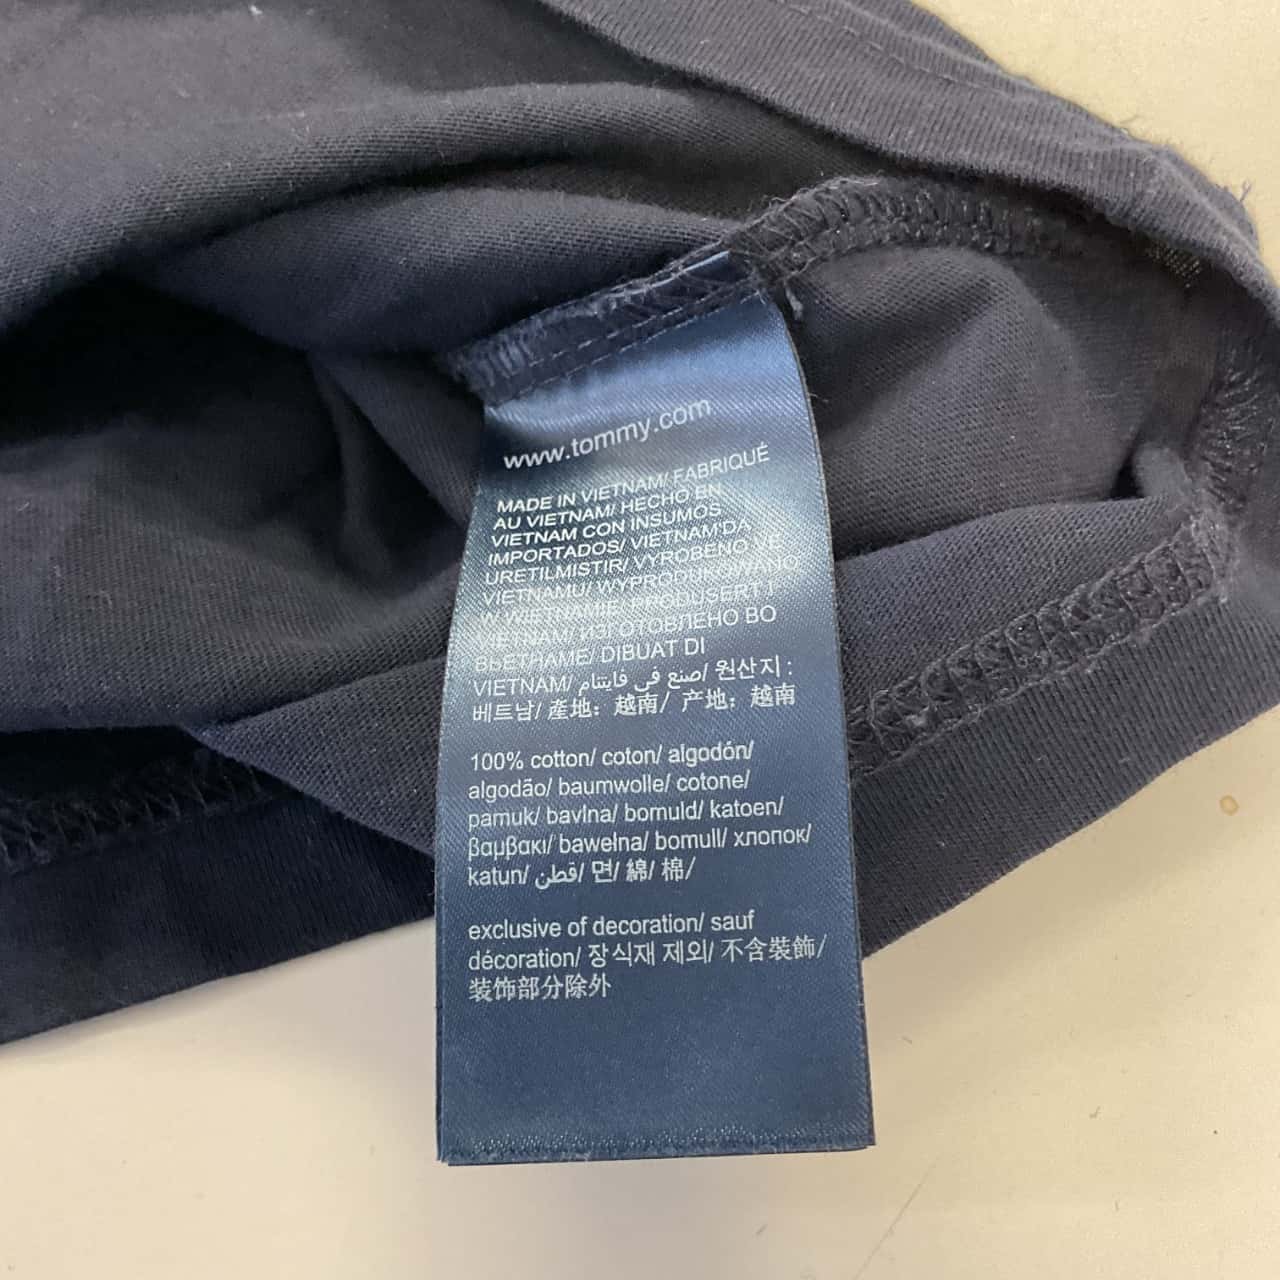 www.tommy.com
MADE IN VIETNAM/ FABRIQUÉ
AU VIETNAM/ HECHO EN
VIETNAM CON INSUMOS
IMPORTADOS/ VIETNAM'DA
URETILMISTIR/ VYROBENO VE
VIETNAMU/ WYPRODUKOWANO
W WIETNAMIE/ PRODUSERT I
VIETNAM/ ИЗГОТОВЛЕНО ВО
ВЬЕТНАМЕ/ DIBUAT DI
VIETNAM/ صنع في فايتنام/ 원산지 :
베트남/ 產地: 越南/ 产地: 越南
100% cotton/ coton/ algodón/
algodão/ baumwolle/ cotone/
pamuk/ bavlna/ bomuld/ katoen/
βαμβακι/ bawełna/ bomull/ хлопок/
katun/ قطن/ 면/ 綿/ 棉/
exclusive of decoration/ sauf
décoration/ 장식재 제외/ 不含裝飾/
装饰部分除外